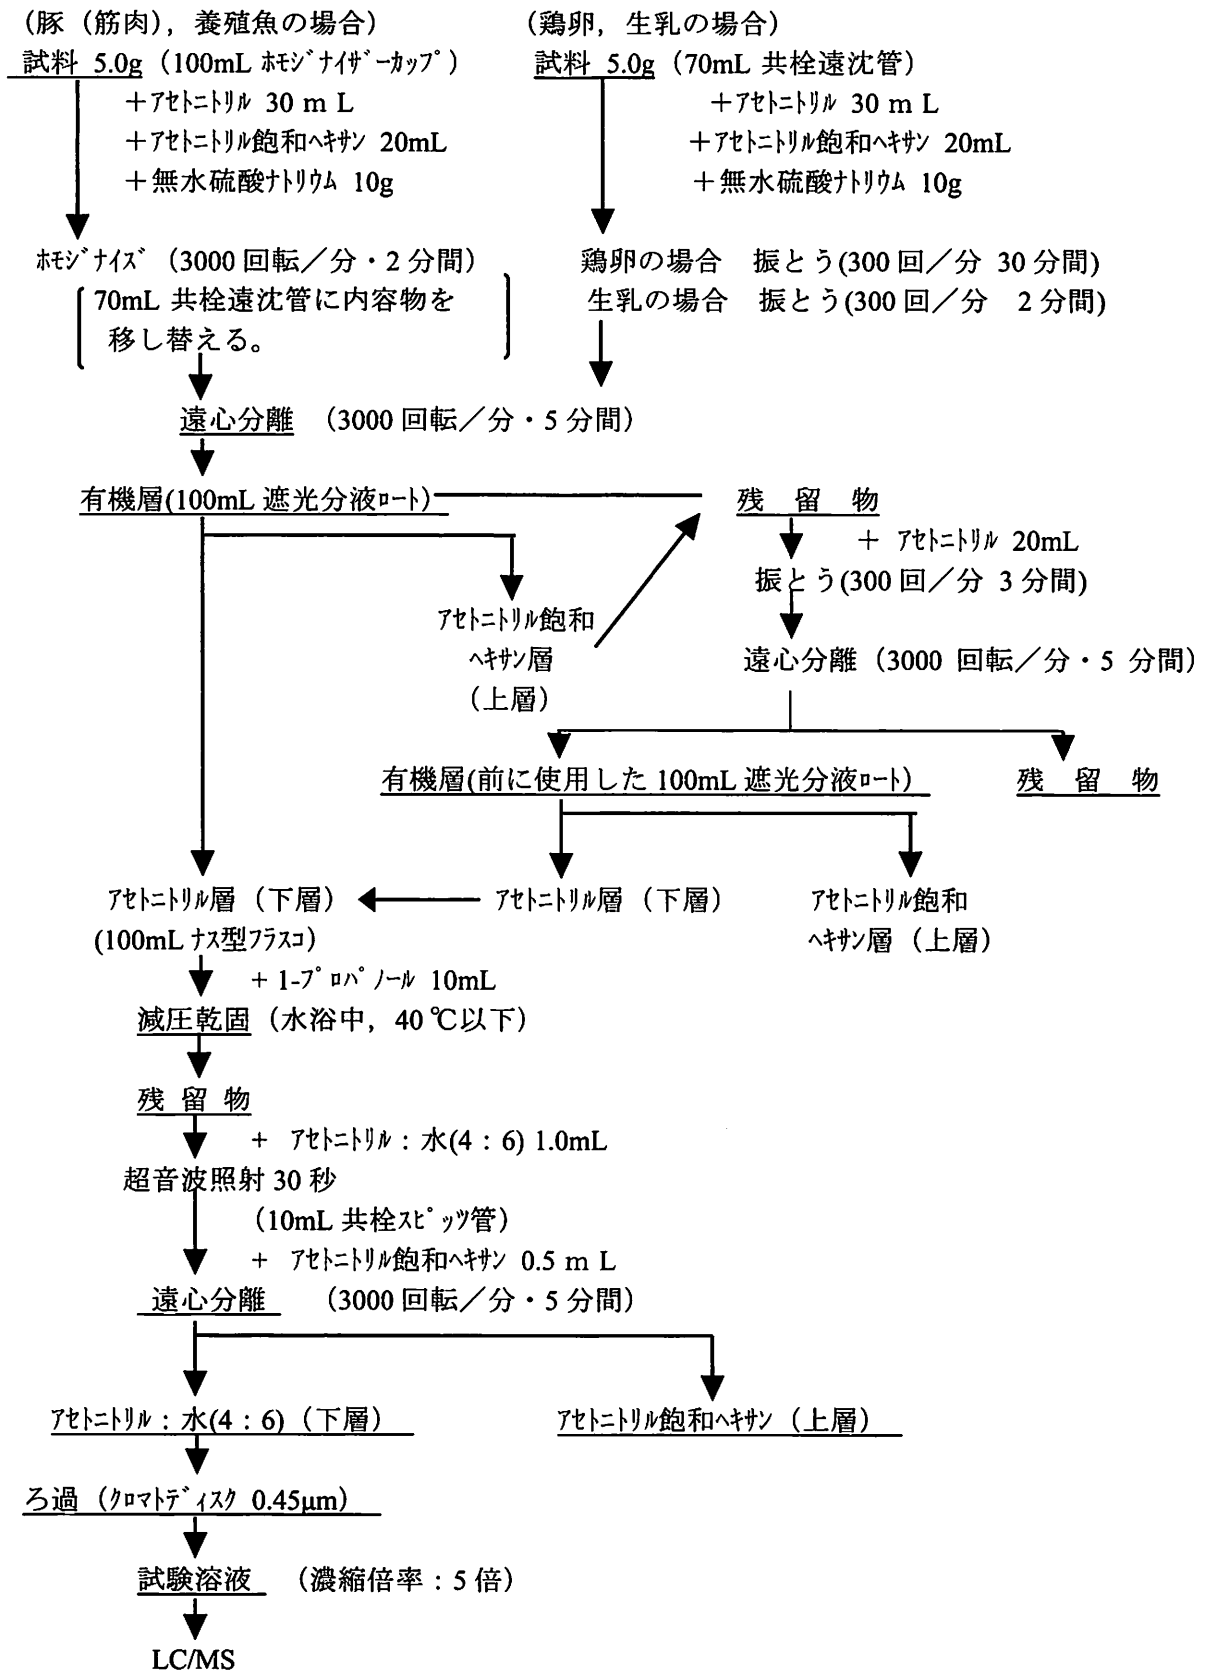 (豚（筋肉），養殖魚の場合)
試料 5.0g（100mL ﾎﾓｼﾞﾅｲｻﾞｰｶｯﾌﾟ）
＋ｱｾﾄﾆﾄﾘﾙ 30 m L
＋ｱｾﾄﾆﾄﾘﾙ飽和ﾍｷｻﾝ 20mL
＋無水硫酸ﾅﾄﾘｳﾑ 10g
ﾎﾓｼﾞﾅｲｽﾞ（3000 回転／分・2 分間）
70mL 共栓遠沈管に内容物を
移し替える。
(鶏卵，生乳の場合)
試料 5.0g（70mL 共栓遠沈管）
＋ｱｾﾄﾆﾄﾘﾙ 30 m L
＋ｱｾﾄﾆﾄﾘﾙ飽和ﾍｷｻﾝ 20mL
＋無水硫酸ﾅﾄﾘｳﾑ 10g
鶏卵の場合　振とう(300 回／分 30 分間)
生乳の場合　振とう(300 回／分　2 分間)
遠心分離　（3000 回転／分・5 分間）
有機層(100mL 遮光分液ﾛｰﾄ)
残　留　物
＋ ｱｾﾄﾆﾄﾘﾙ 20mL
振とう(300 回／分 3 分間)
ｱｾﾄﾆﾄﾘﾙ飽和
ﾍｷｻﾝ層
（上層）
遠心分離（3000 回転／分・5 分間）
有機層(前に使用した 100mL 遮光分液ﾛｰﾄ)
残　留　物
ｱｾﾄﾆﾄﾘﾙ層（下層）
(100mL ﾅｽ型ﾌﾗｽｺ)
ｱｾﾄﾆﾄﾘﾙ層（下層）
ｱｾﾄﾆﾄﾘﾙ飽和
ﾍｷｻﾝ層（上層）
＋ 1-ﾌﾟﾛﾊﾟﾉｰﾙ 10mL
減圧乾固（水浴中，40 ℃以下）
残　留　物
＋ ｱｾﾄﾆﾄﾘﾙ：水(4：6) 1.0mL
超音波照射 30 秒
（10mL 共栓ｽﾋﾟｯﾂ管）
＋ ｱｾﾄﾆﾄﾘﾙ飽和ﾍｷｻﾝ 0.5 m L
遠心分離　（3000 回転／分・5 分間）
ｱｾﾄﾆﾄﾘﾙ：水(4：6)（下層）
ｱｾﾄﾆﾄﾘﾙ飽和ﾍｷｻﾝ（上層）
ろ過（ｸﾛﾏﾄﾃﾞｨｽｸ 0.45μm）
試験溶液　（濃縮倍率：5 倍）
LC/MS